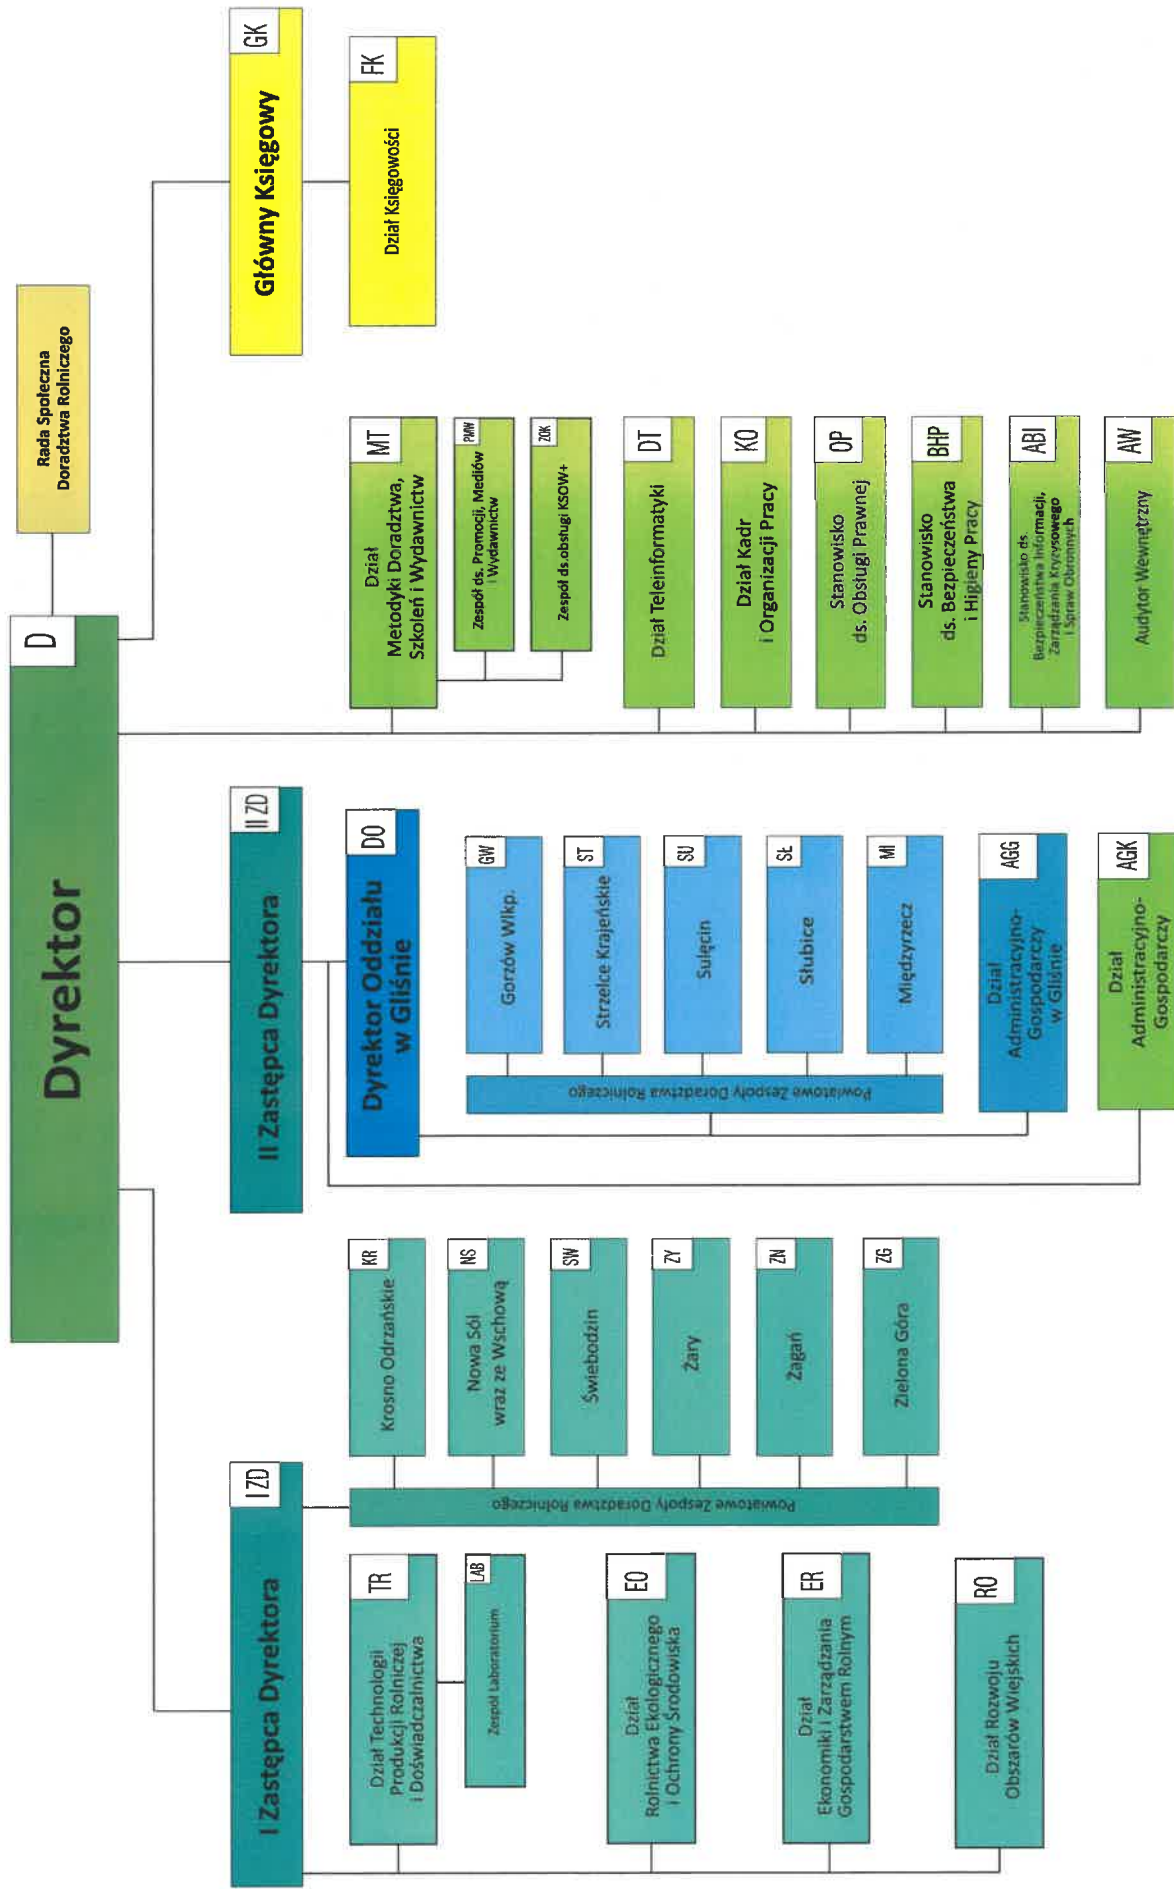 Rada Społeczna
Doradztwa Rolniczego
Dyrektor
D
I Zastępca Dyrektora
I ZD
Dział Technologii
Produkcji Rolniczej
i Doświadczalnictwa
TR
Zespół Laboratorium
LAB
Dział
Rolnictwa Ekologicznego
i Ochrony Środowiska
EO
Dział
Ekonomiki i Zarządzania
Gospodarstwem Rolnym
ER
Dział Rozwoju
Obszarów Wiejskich
RO
Powiatowe Zespoły Doradztwa Rolniczego
Krosno Odrzańskie
KR
Nowa Sól
wraz ze Wschową
NS
Świebodzin
SW
Żary
ZY
Żagań
ZN
Zielona Góra
ZG
II Zastępca Dyrektora
II ZD
Dyrektor Oddziału
w Gliśnie
DO
Powiatowe Zespoły Doradztwa Rolniczego
Gorzów Wlkp.
GW
Strzelce Krajeńskie
ST
Sulęcin
SU
Słubice
SŁ
Międzyrzecz
MI
Dział
Administracyjno-
Gospodarczy
w Gliśnie
AGG
Dział
Administracyjno-
Gospodarczy
AGK
Dział
Metodyki Doradztwa,
Szkoleń i Wydawnictw
MT
Zespół ds. Promocji, Mediów
i Wydawnictw
PMW
Zespół ds.obsługi KSOW+
ZOK
Dział Teleinformatyki
DT
Dział Kadr
i Organizacji Pracy
KO
Stanowisko
ds. Obsługi Prawnej
OP
Stanowisko
ds. Bezpieczeństwa
i Higieny Pracy
BHP
Stanowisko ds.
Bezpieczeństwa Informacji,
Zarządzania Kryzysowego
i Spraw Obronnych
ABI
Audytor Wewnętrzny
AW
Główny Księgowy
GK
Dział Księgowości
FK